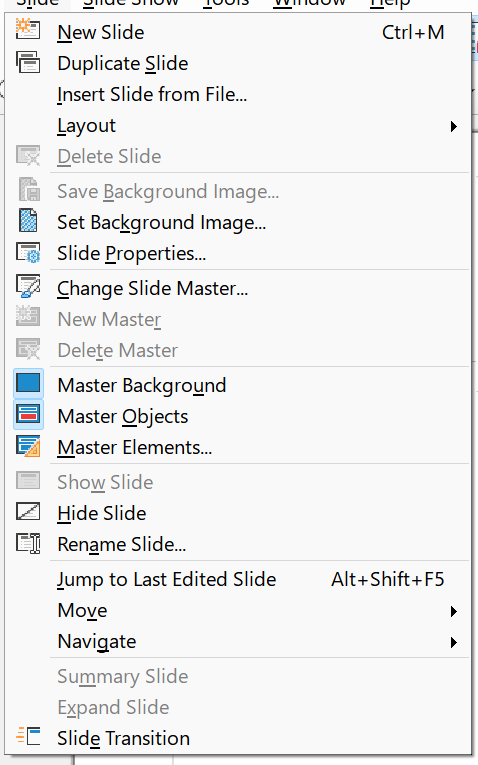 Slide Slide Show Tools Window Help
New Slide Ctrl+M
Duplicate Slide
Insert Slide from File...
Layout
Delete Slide
Save Background Image...
Set Background Image...
Slide Properties...
Change Slide Master...
New Master
Delete Master
Master Background
Master Objects
Master Elements...
Show Slide
Hide Slide
Rename Slide...
Jump to Last Edited Slide Alt+Shift+F5
Move
Navigate
Summary Slide
Expand Slide
Slide Transition